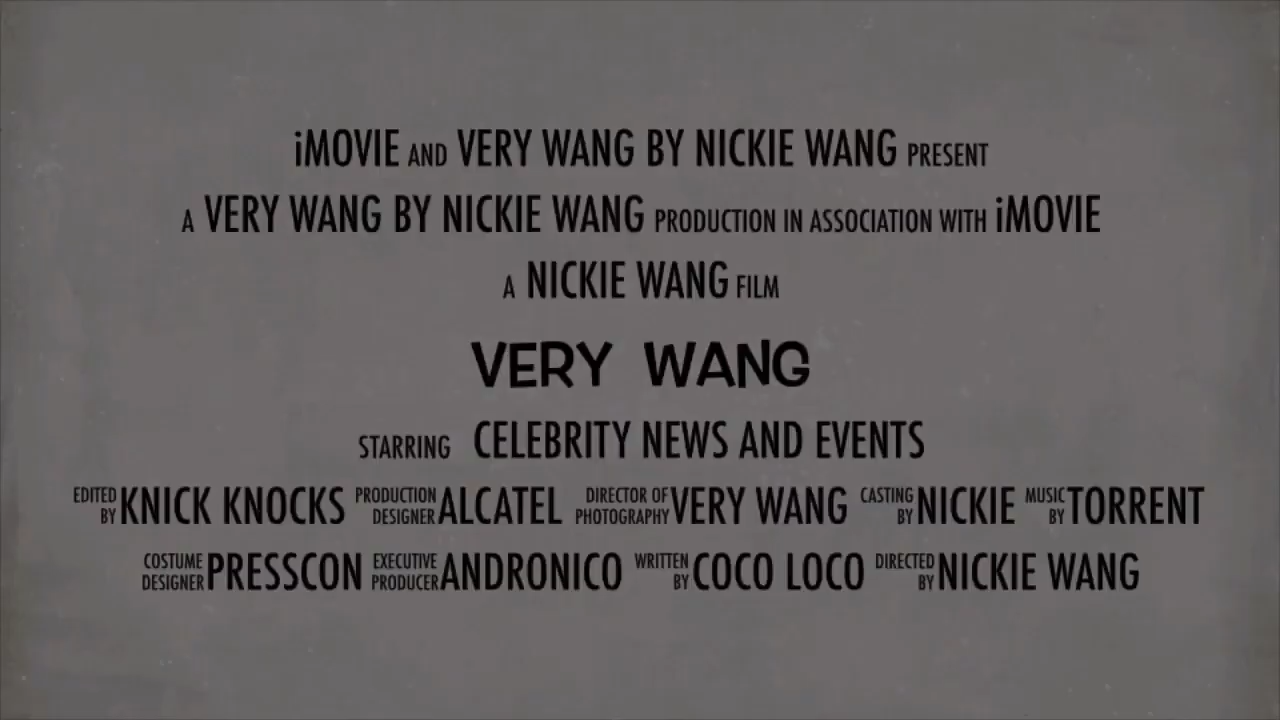 iMOVIE AND VERY WANG BY NICKIE WANG PRESENT
A VERY WANG BY NICKIE WANG PRODUCTION IN ASSOCIATION WITH iMOVIE
A NICKIE WANG FILM
VERY WANG
STARRING CELEBRITY NEWS AND EVENTS
EDITED BY KNICK KNOCKS PRODUCTION DESIGNER ALCATEL DIRECTOR OF PHOTOGRAPHY VERY WANG CASTING BY NICKIE MUSIC BY TORRENT
COSTUME DESIGNER PRESSCON EXECUTIVE PRODUCER ANDRONICO WRITTEN BY COCO LOCO DIRECTED BY NICKIE WANG